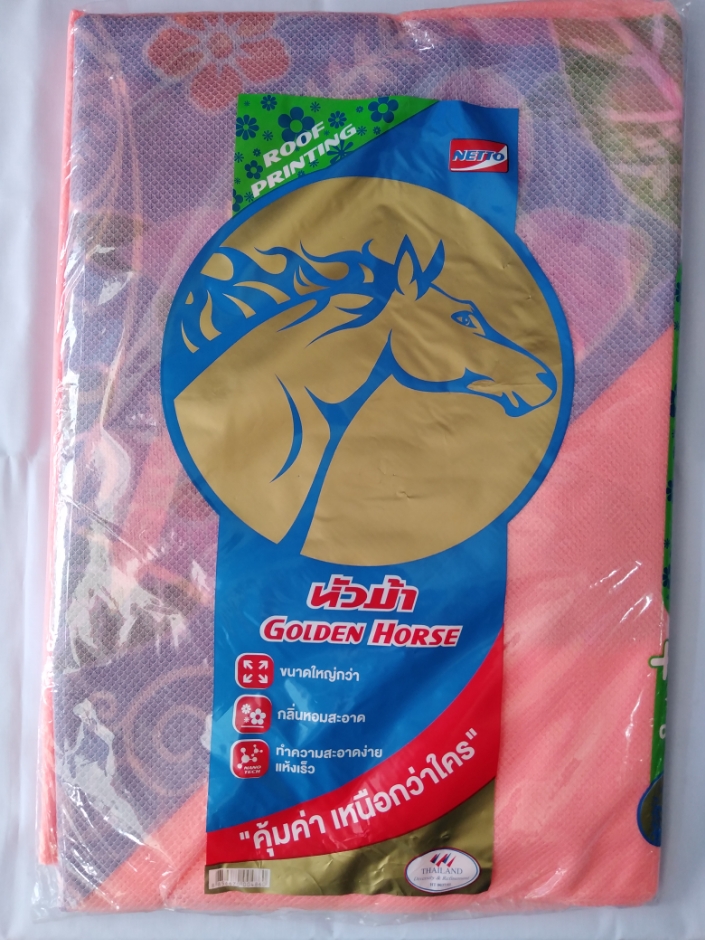 ROOF
PRINTING
NETTO
หัวม้า
GOLDEN HORSE
ขนาดใหญ่กว่า
กลิ่นหอมสะอาด
ทำความสะอาดง่าย
แห้งเร็ว
NANO
TECH
"คุ้มค่า เหนือกว่าใคร"
THAILAND